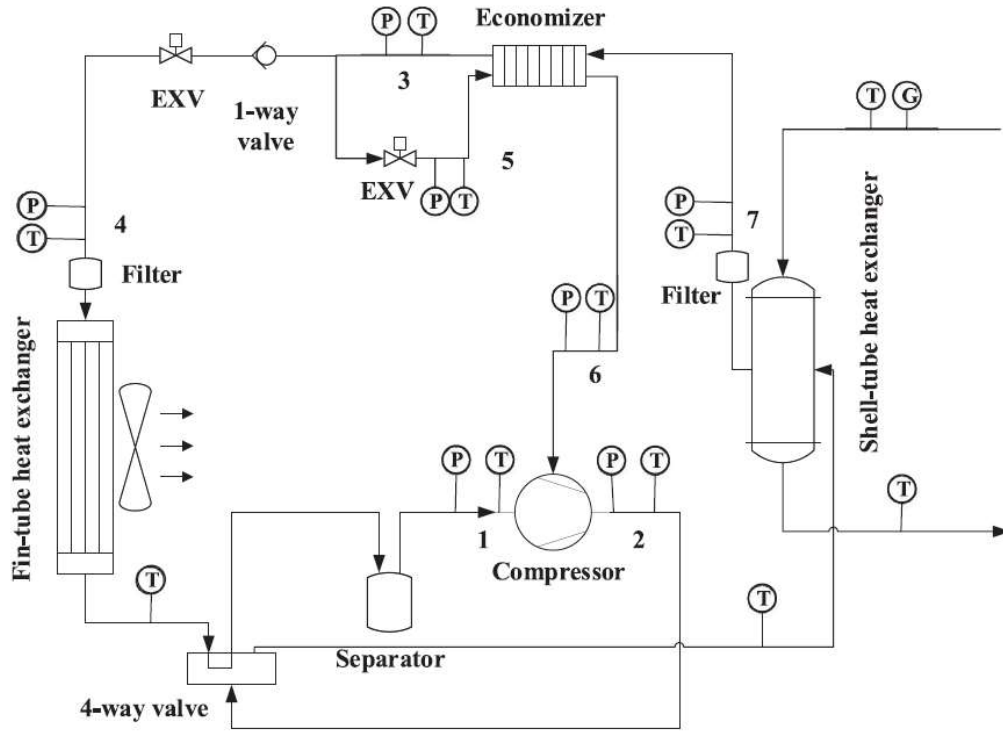 Economizer
P T
3
EXV
1-way
valve
T G
5
EXV
P T
P
T
4
Filter
P
T
7
Filter
Shell-tube heat exchanger
P T
6
Fin-tube heat exchanger
P T
P T
T
1
2
Compressor
T
T
Separator
4-way valve